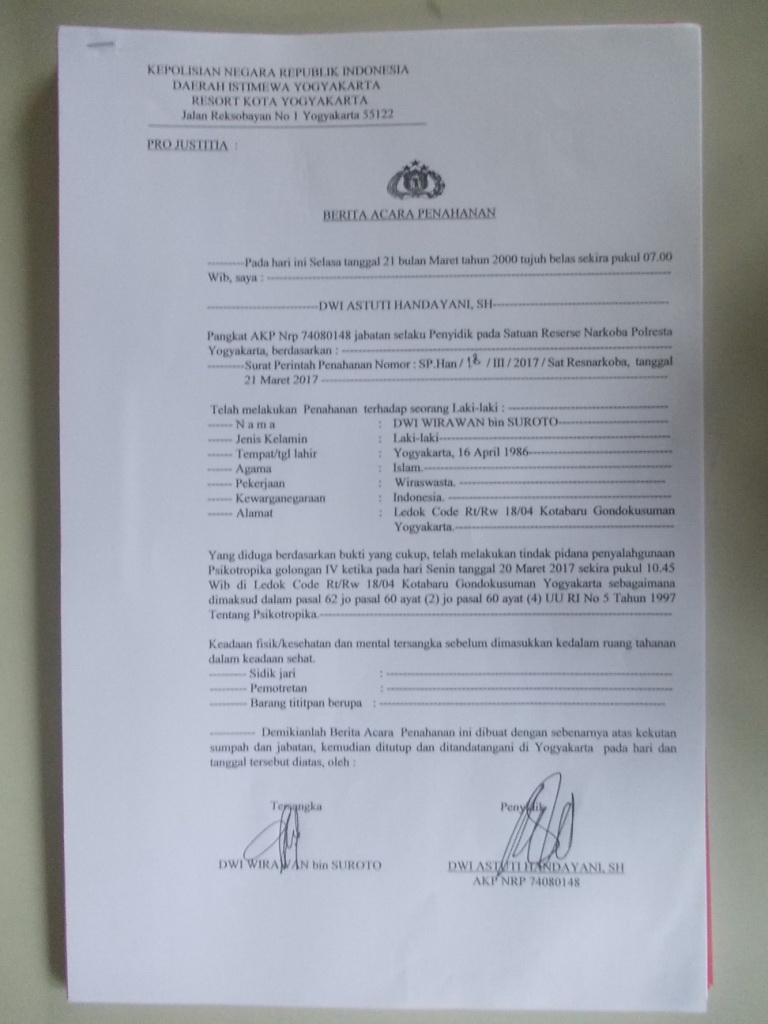 KEPOLISIAN NEGARA REPUBLIK INDONESIA
DAERAH ISTIMEWA YOGYAKARTA
RESORT KOTA YOGYAKARTA
Jalan Reksobayan No 1 Yogyakarta 55122
PRO JUSTITIA :
BERITA ACARA PENAHANAN
---------Pada hari ini Selasa tanggal 21 bulan Maret tahun 2000 tujuh belas sekira pukul 07.00
Wib, saya : ---------
---------DWI ASTUTI HANDAYANI, SH---------
Pangkat AKP Nrp 74080148 jabatan selaku Penyidik pada Satuan Reserse Narkoba Polresta
Yogyakarta, berdasarkan : ---------
---------Surat Perintah Penahanan Nomor : SP.Han / 18 / III / 2017 / Sat Resnarkoba, tanggal
21 Maret 2017 ---------
Telah melakukan Penahanan terhadap seorang Laki-laki : ---------
------ N a m a : DWI WIRAWAN bin SUROTO---------
------ Jenis Kelamin : Laki-laki---------
------ Tempat/tgl lahir : Yogyakarta, 16 April 1986---------
------ Agama : Islam.---------
------ Pekerjaan : Wiraswasta. ---------
------ Kewarganegaraan : Indonesia. ---------
------ Alamat : Ledok Code Rt/Rw 18/04 Kotabaru Gondokusuman
Yogyakarta.---------
Yang diduga berdasarkan bukti yang cukup, telah melakukan tindak pidana penyalahgunaan
Psikotropika golongan IV ketika pada hari Senin tanggal 20 Maret 2017 sekira pukul 10.45
Wib di Ledok Code Rt/Rw 18/04 Kotabaru Gondokusuman Yogyakarta sebagaimana
dimaksud dalam pasal 62 jo pasal 60 ayat (2) jo pasal 60 ayat (4) UU RI No 5 Tahun 1997
Tentang Psikotropika.---------
Keadaan fisik/kesehatan dan mental tersangka sebelum dimasukkan kedalam ruang tahanan
dalam keadaan sehat.
--------- Sidik jari : ---------
--------- Pemotretan : ---------
--------- Barang tititpan berupa : ---------
--------- Demikianlah Berita Acara Penahanan ini dibuat dengan sebenarnya atas kekutan
sumpah dan jabatan, kemudian ditutup dan ditandatangani di Yogyakarta pada hari dan
tanggal tersebut diatas, oleh :
Tersangka
Penyidik
DWI WIRAWAN bin SUROTO
DWI ASTUTI HANDAYANI, SH
AKP NRP 74080148